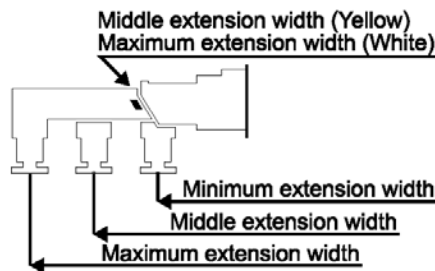 Middle extension width (Yellow)
Maximum extension width (White)
Minimum extension width
Middle extension width
Maximum extension width